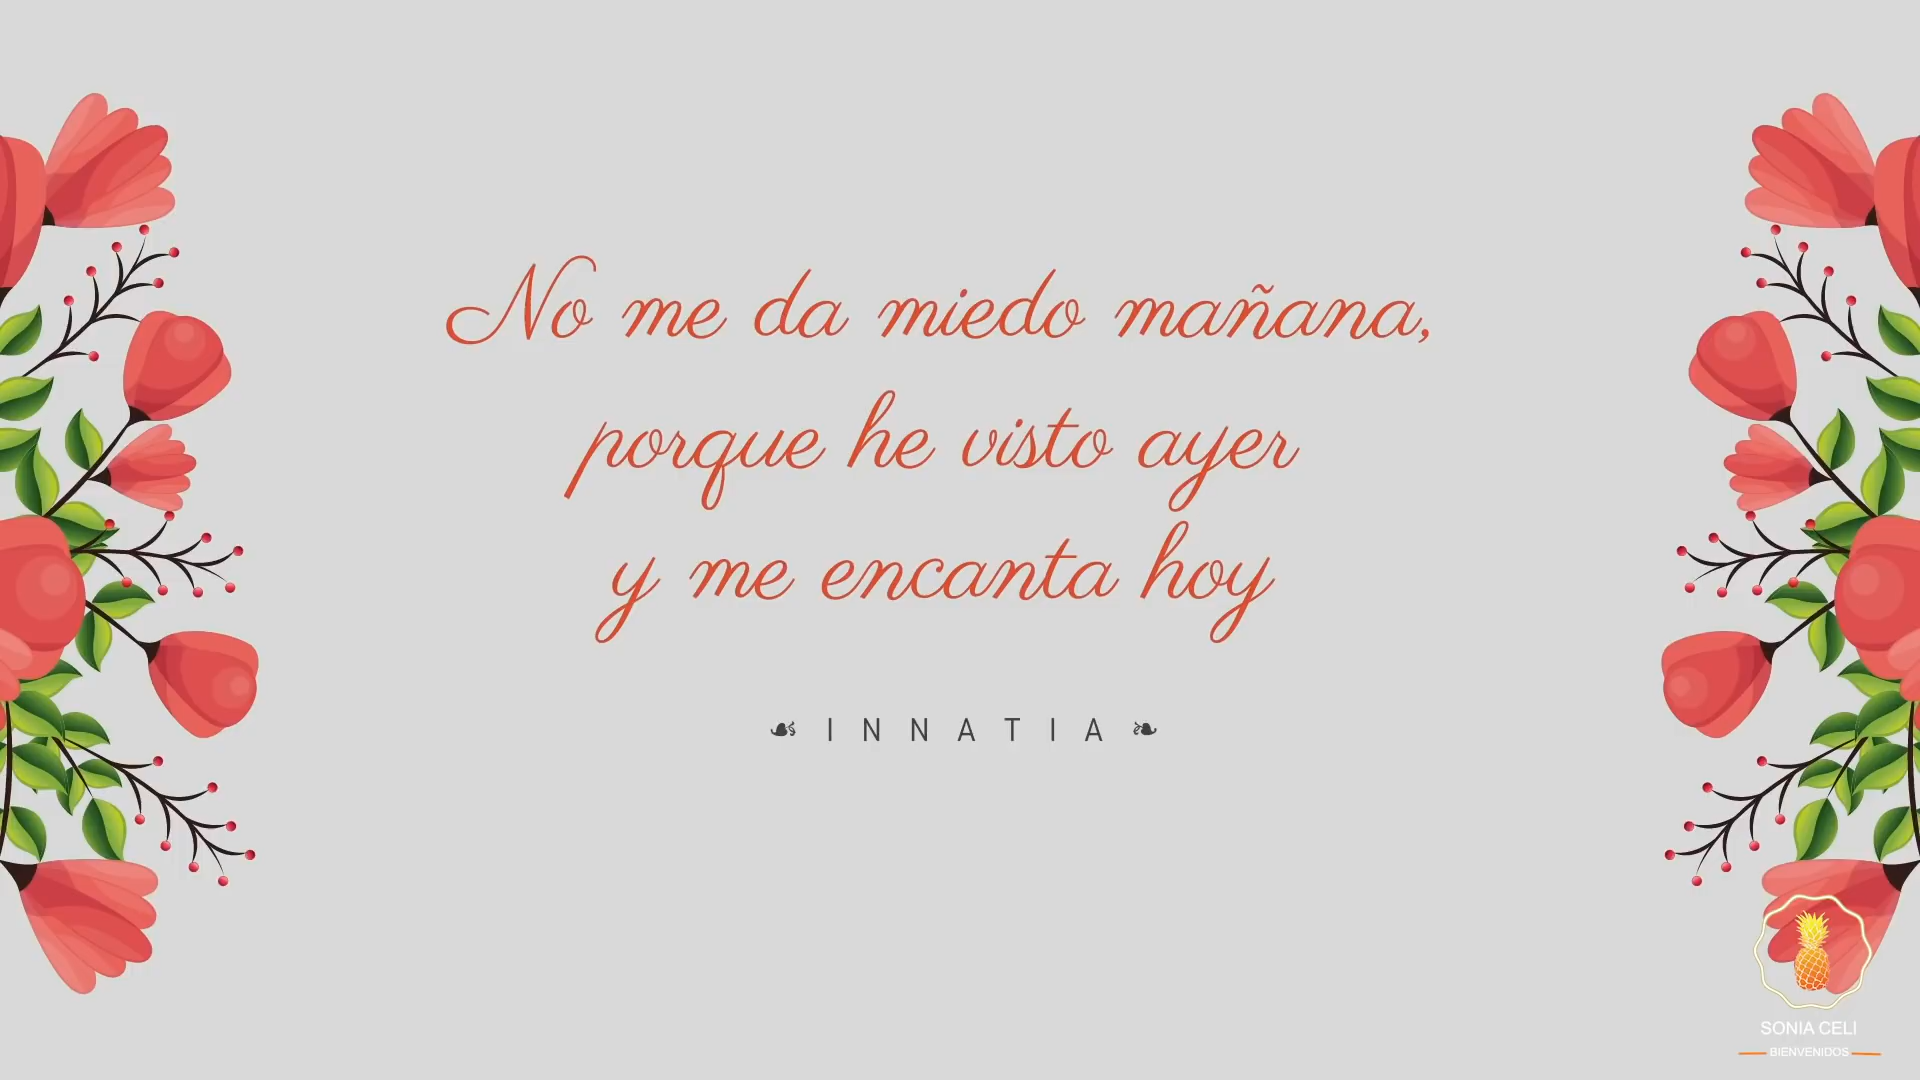 No me da miedo mañana,
porque he visto ayer
y me encanta hoy
☙ INNATIA ❧
SONIA CELI
BIENVENIDOS